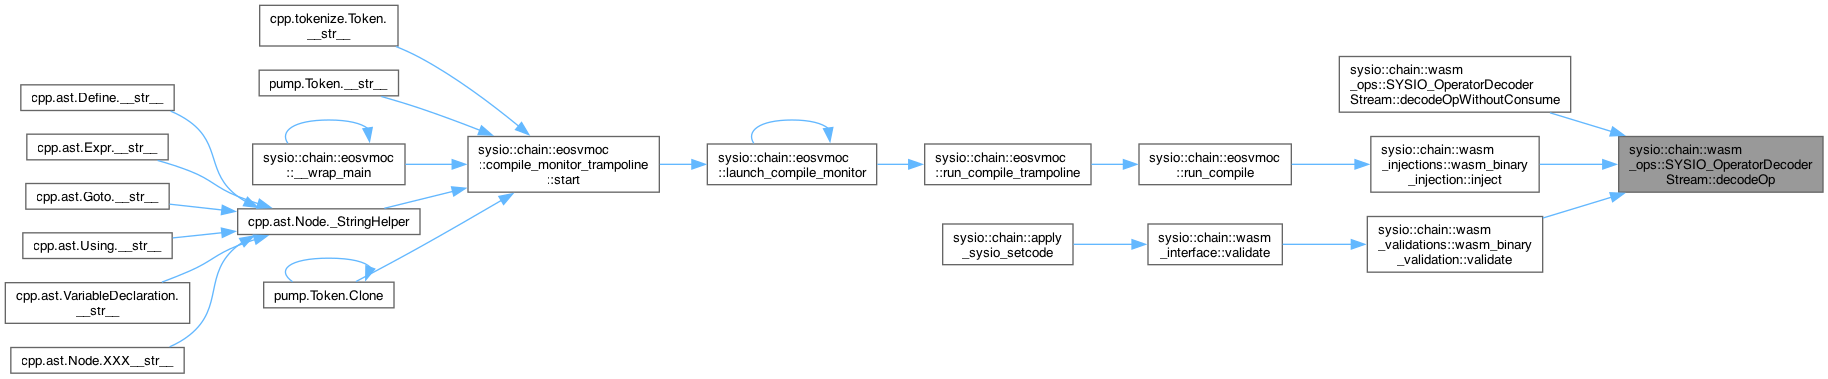 cpp.tokenize.Token.
__str__
pump.Token.__str__
cpp.ast.Define.__str__
cpp.ast.Expr.__str__
cpp.ast.Goto.__str__
cpp.ast.Using.__str__
cpp.ast.VariableDeclaration.
__str__
cpp.ast.Node.XXX__str__
sysio::chain::eosvmoc
::__wrap_main
cpp.ast.Node._StringHelper
pump.Token.Clone
sysio::chain::eosvmoc
::compile_monitor_trampoline
::start
sysio::chain::eosvmoc
::launch_compile_monitor
sysio::chain::eosvmoc
::run_compile_trampoline
sysio::chain::eosvmoc
::run_compile
sysio::chain::apply
_sysio_setcode
sysio::chain::wasm
_interface::validate
sysio::chain::wasm
_ops::SYSIO_OperatorDecoder
Stream::decodeOpWithoutConsume
sysio::chain::wasm
_injections::wasm_binary
_injection::inject
sysio::chain::wasm
_validations::wasm_binary
_validation::validate
sysio::chain::wasm
_ops::SYSIO_OperatorDecoder
Stream::decodeOp